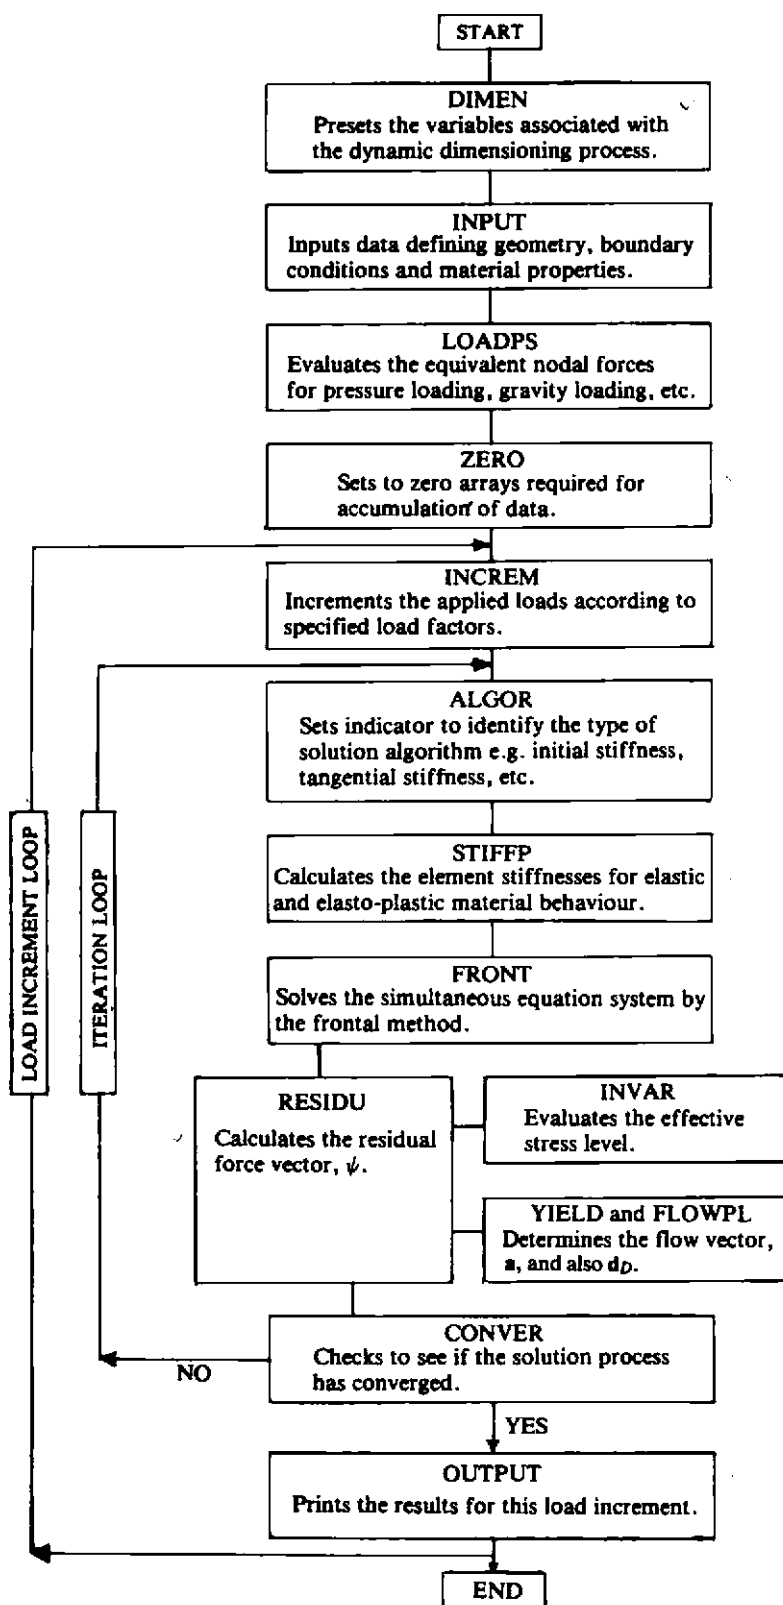 START
DIMEN
Presets the variables associated with
the dynamic dimensioning process.
INPUT
Inputs data defining geometry, boundary
conditions and material properties.
LOADPS
Evaluates the equivalent nodal forces
for pressure loading, gravity loading, etc.
ZERO
Sets to zero arrays required for
accumulation of data.
INCREM
Increments the applied loads according to
specified load factors.
ALGOR
Sets indicator to identify the type of
solution algorithm e.g. initial stiffness,
tangential stiffness, etc.
LOAD INCREMENT LOOP
ITERATION LOOP
STIFFP
Calculates the element stiffnesses for elastic
and elasto-plastic material behaviour.
FRONT
Solves the simultaneous equation system by
the frontal method.
RESIDU
Calculates the residual
force vector, ψ.
INVAR
Evaluates the effective
stress level.
YIELD and FLOWPL
Determines the flow vector,
a, and also d_D.
CONVER
Checks to see if the solution process
has converged.
NO
YES
OUTPUT
Prints the results for this load increment.
END